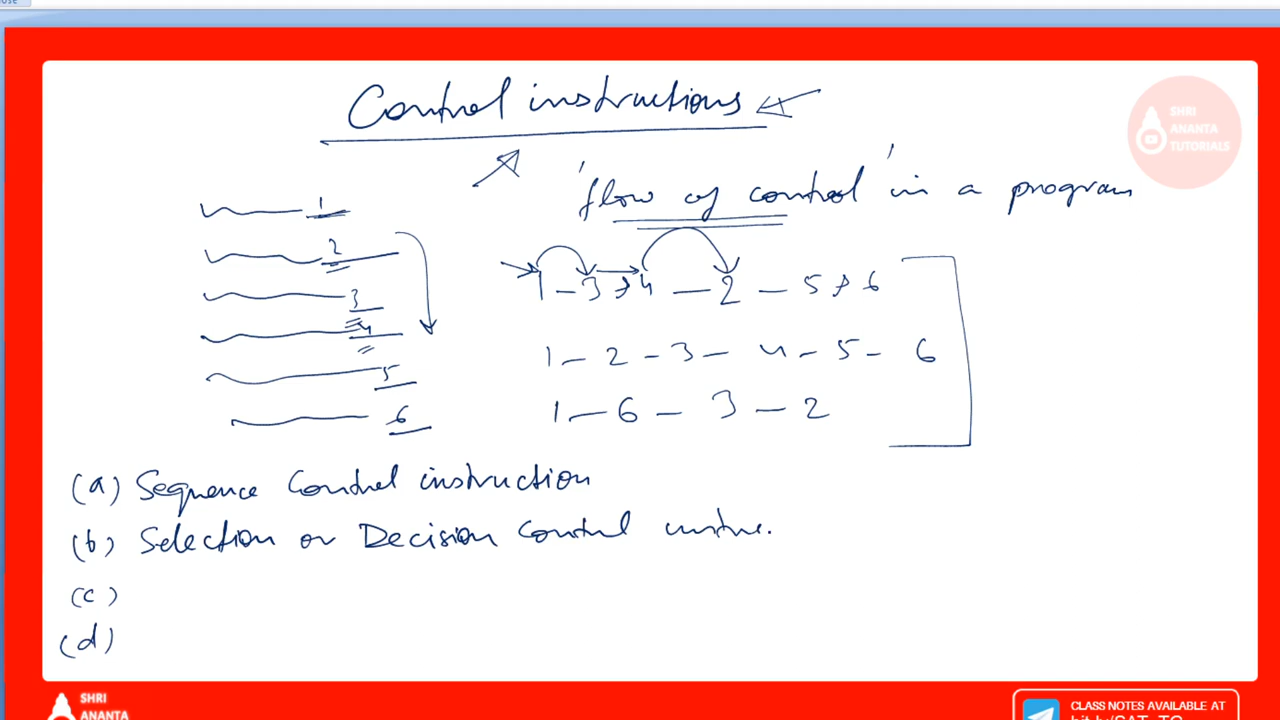 Control instructions
SHRI
ANANTA
TUTORIALS
'flow of control' in a program
1
2
3
4
5
6
1 - 3 → 4 - 2 - 5 → 6
1 - 2 - 3 - 4 - 5 - 6
1 - 6 - 3 - 2
(a) Sequence Control instruction
(b) Selection or Decision Control
(c)
(d)
SHRI
ANANTA
CLASS NOTES AVAILABLE AT